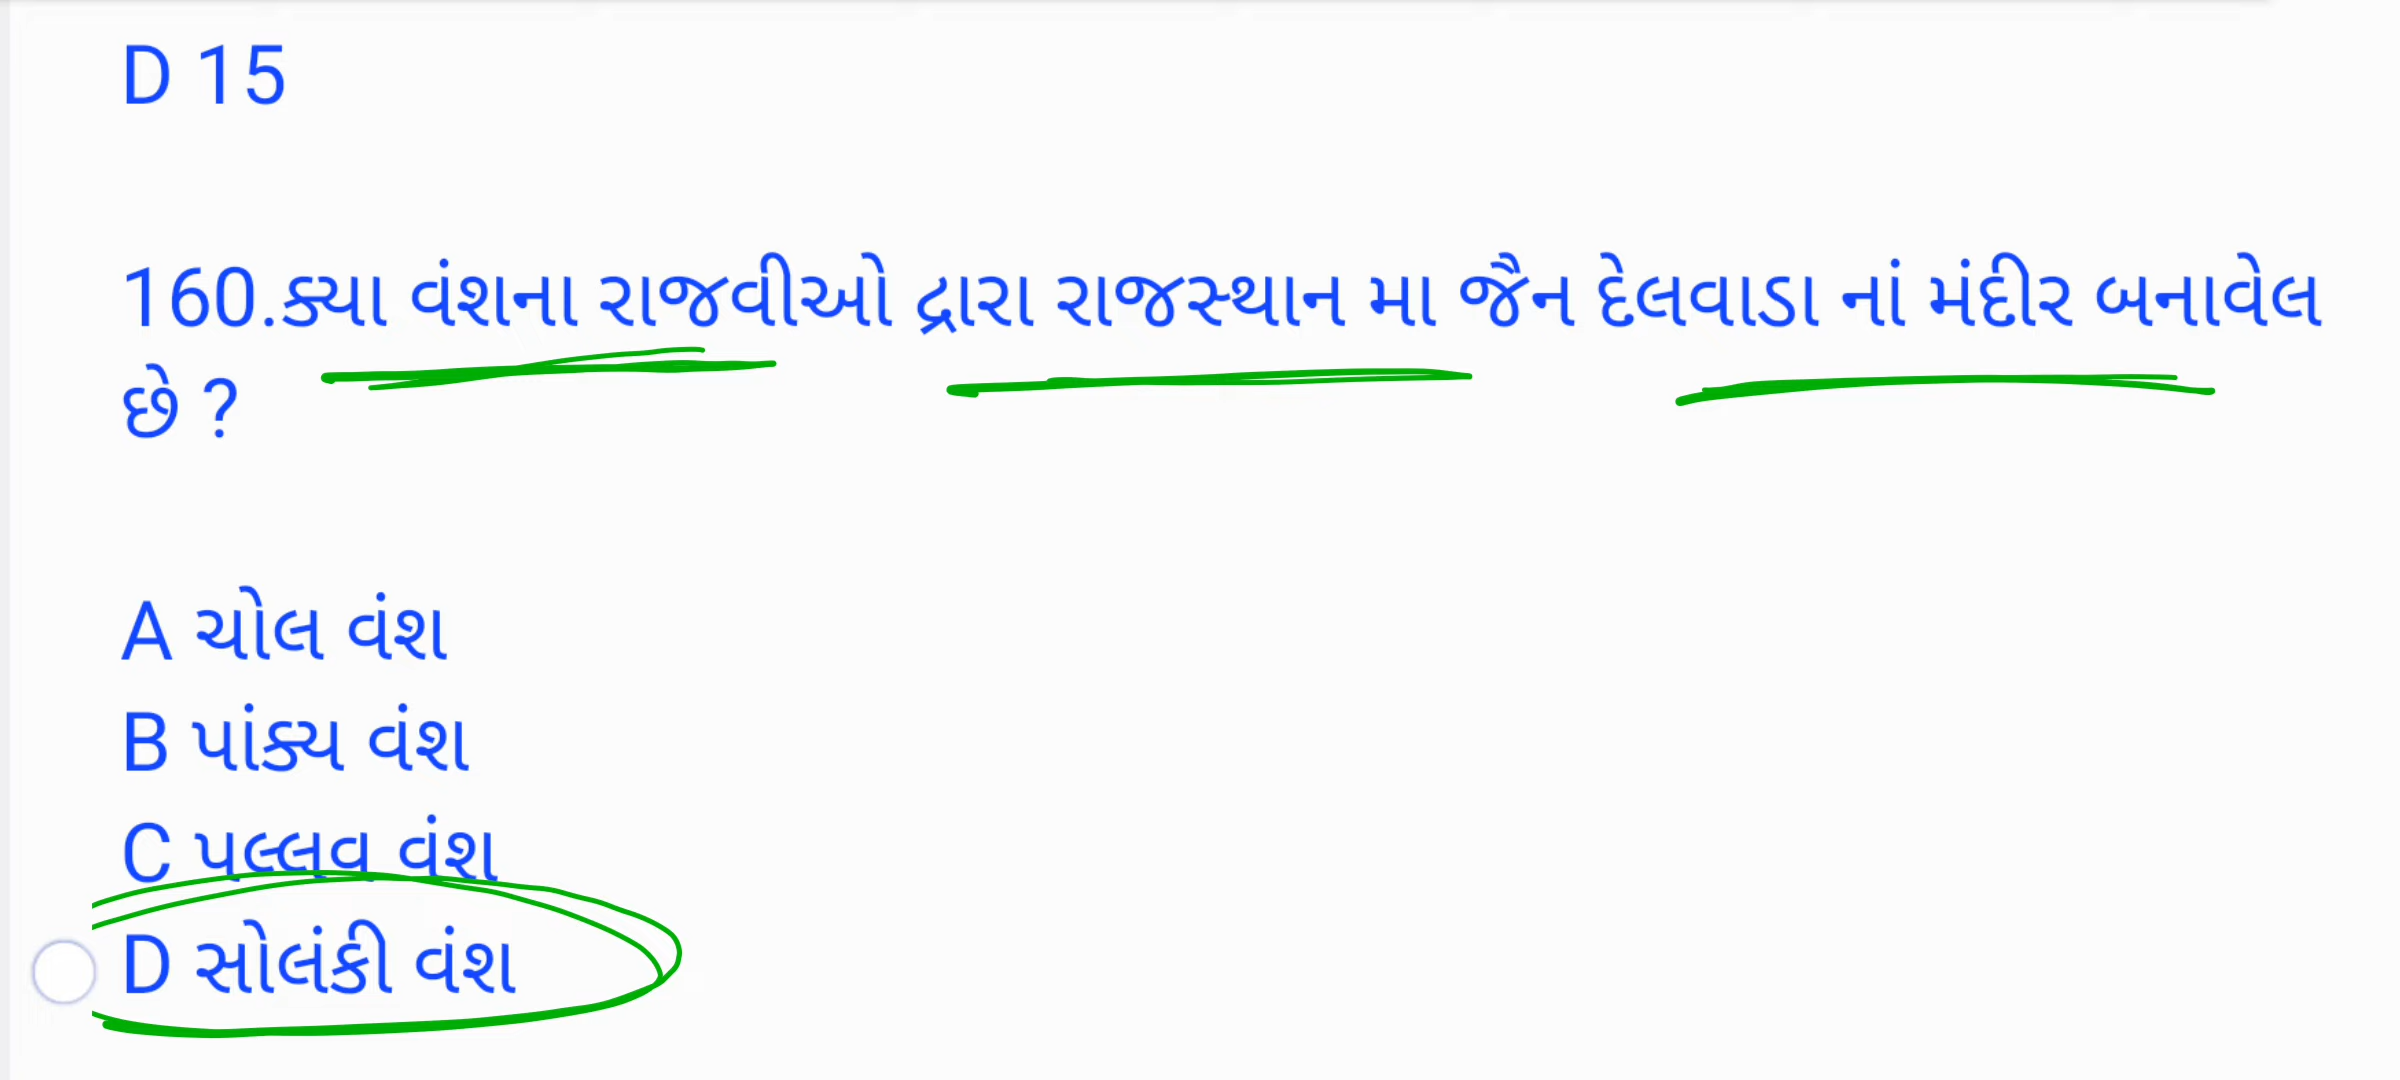 D 15
160.ક્યા વંશના રાજવીઓ દ્રારા રાજસ્થાન મા જૈન દેલવાડા નાં મંદીર બનાવેલ
છે ?
A ચોલ વંશ
B પાંક્ય વંશ
C પલ્લવ વંશ
D સોલંકી વંશ